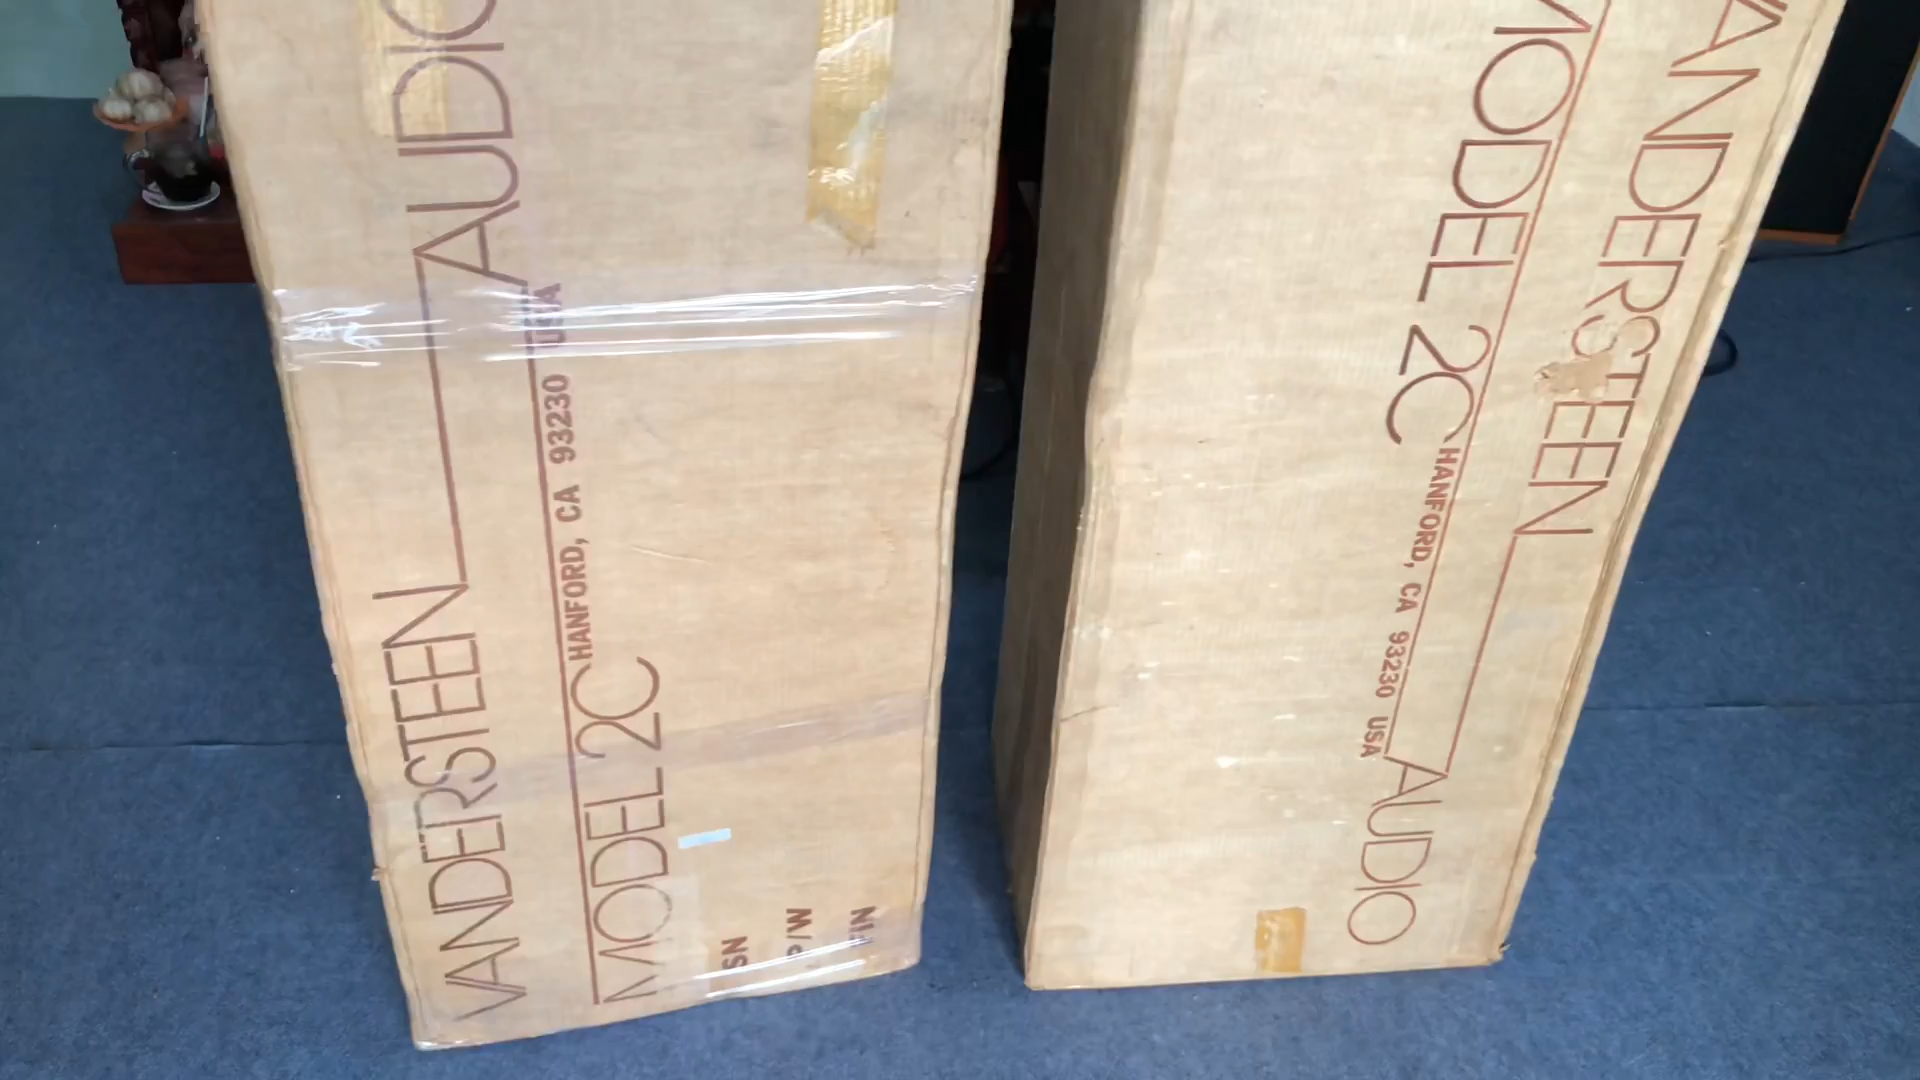 VANDERSTEEN AUDIO
MODEL 2C HANFORD, CA 93230 USA
SN
P/W
FIN
VANDERSTEEN AUDIO
MODEL 2C HANFORD, CA 93230 USA